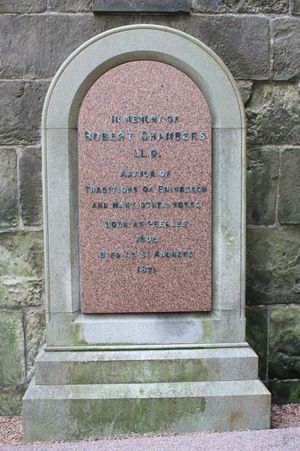 IN MEMORY OF
ROBERT CHAMBERS
LL.D.
AUTHOR OF
TRADITIONS OF EDINBURGH
AND MANY OTHER WORKS
BORN AT PEEBLES
1802
DIED AT ST ANDREWS
1871